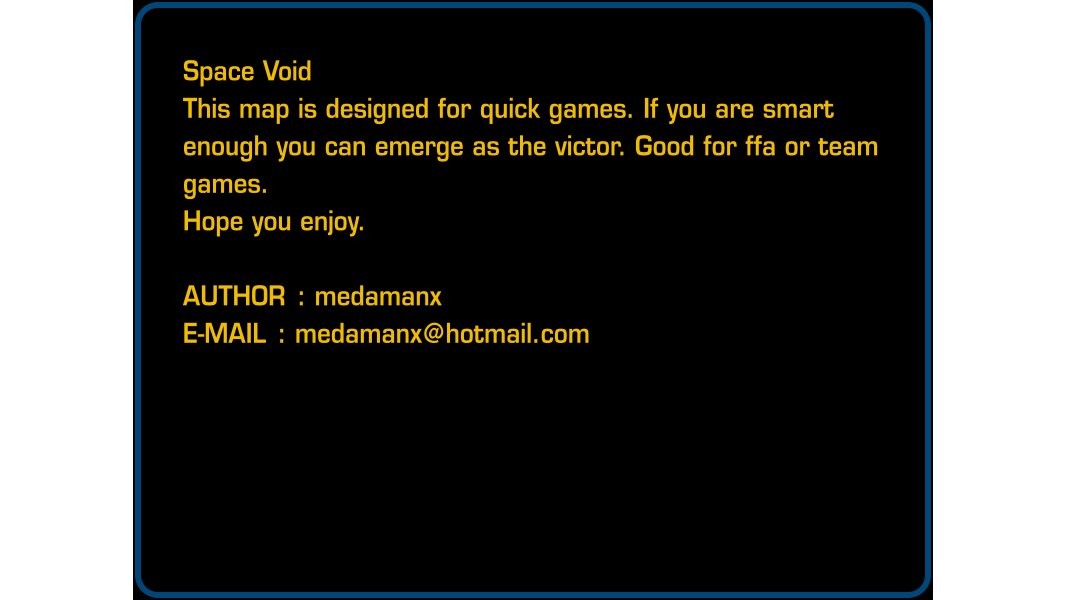 Space Void
This map is designed for quick games. If you are smart
enough you can emerge as the victor. Good for ffa or team
games.
Hope you enjoy.
AUTHOR : medamanx
E-MAIL : medamanx@hotmail.com